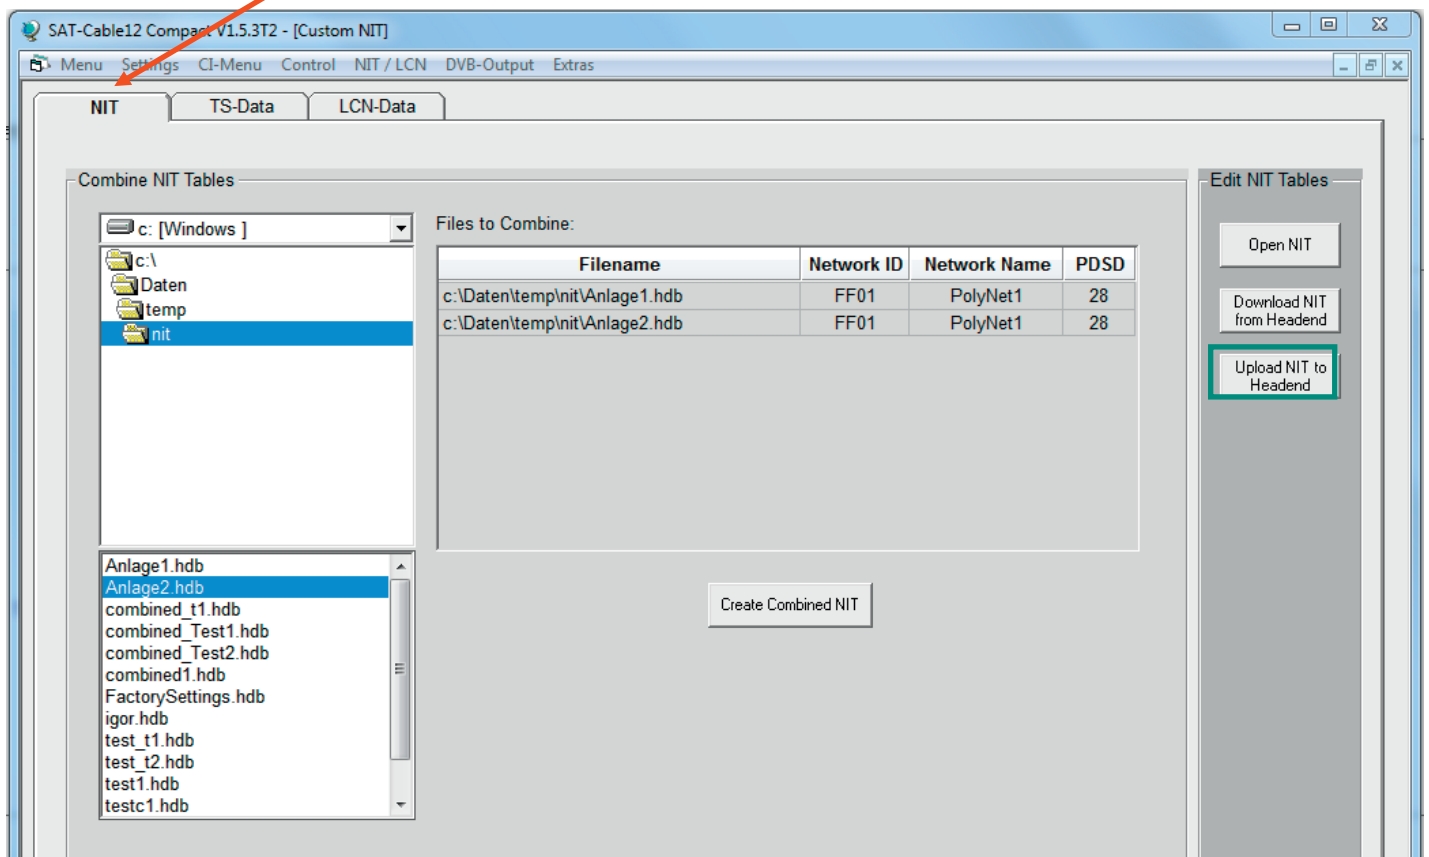 SAT-Cable12 Compact V1.5.3T2 - [Custom NIT]
Menu Settings CI-Menu Control NIT / LCN DVB-Output Extras
NIT TS-Data LCN-Data
Combine NIT Tables
Edit NIT Tables
c: [Windows ]
c:\
Daten
temp
nit
Files to Combine:
Filename Network ID Network Name PDSD
c:\Daten\temp\nit\Anlage1.hdb FF01 PolyNet1 28
c:\Daten\temp\nit\Anlage2.hdb FF01 PolyNet1 28
Open NIT
Download NIT
from Headend
Upload NIT to
Headend
Anlage1.hdb
Anlage2.hdb
combined_t1.hdb
combined_Test1.hdb
combined_Test2.hdb
combined1.hdb
FactorySettings.hdb
igor.hdb
test_t1.hdb
test_t2.hdb
test1.hdb
testc1.hdb
Create Combined NIT